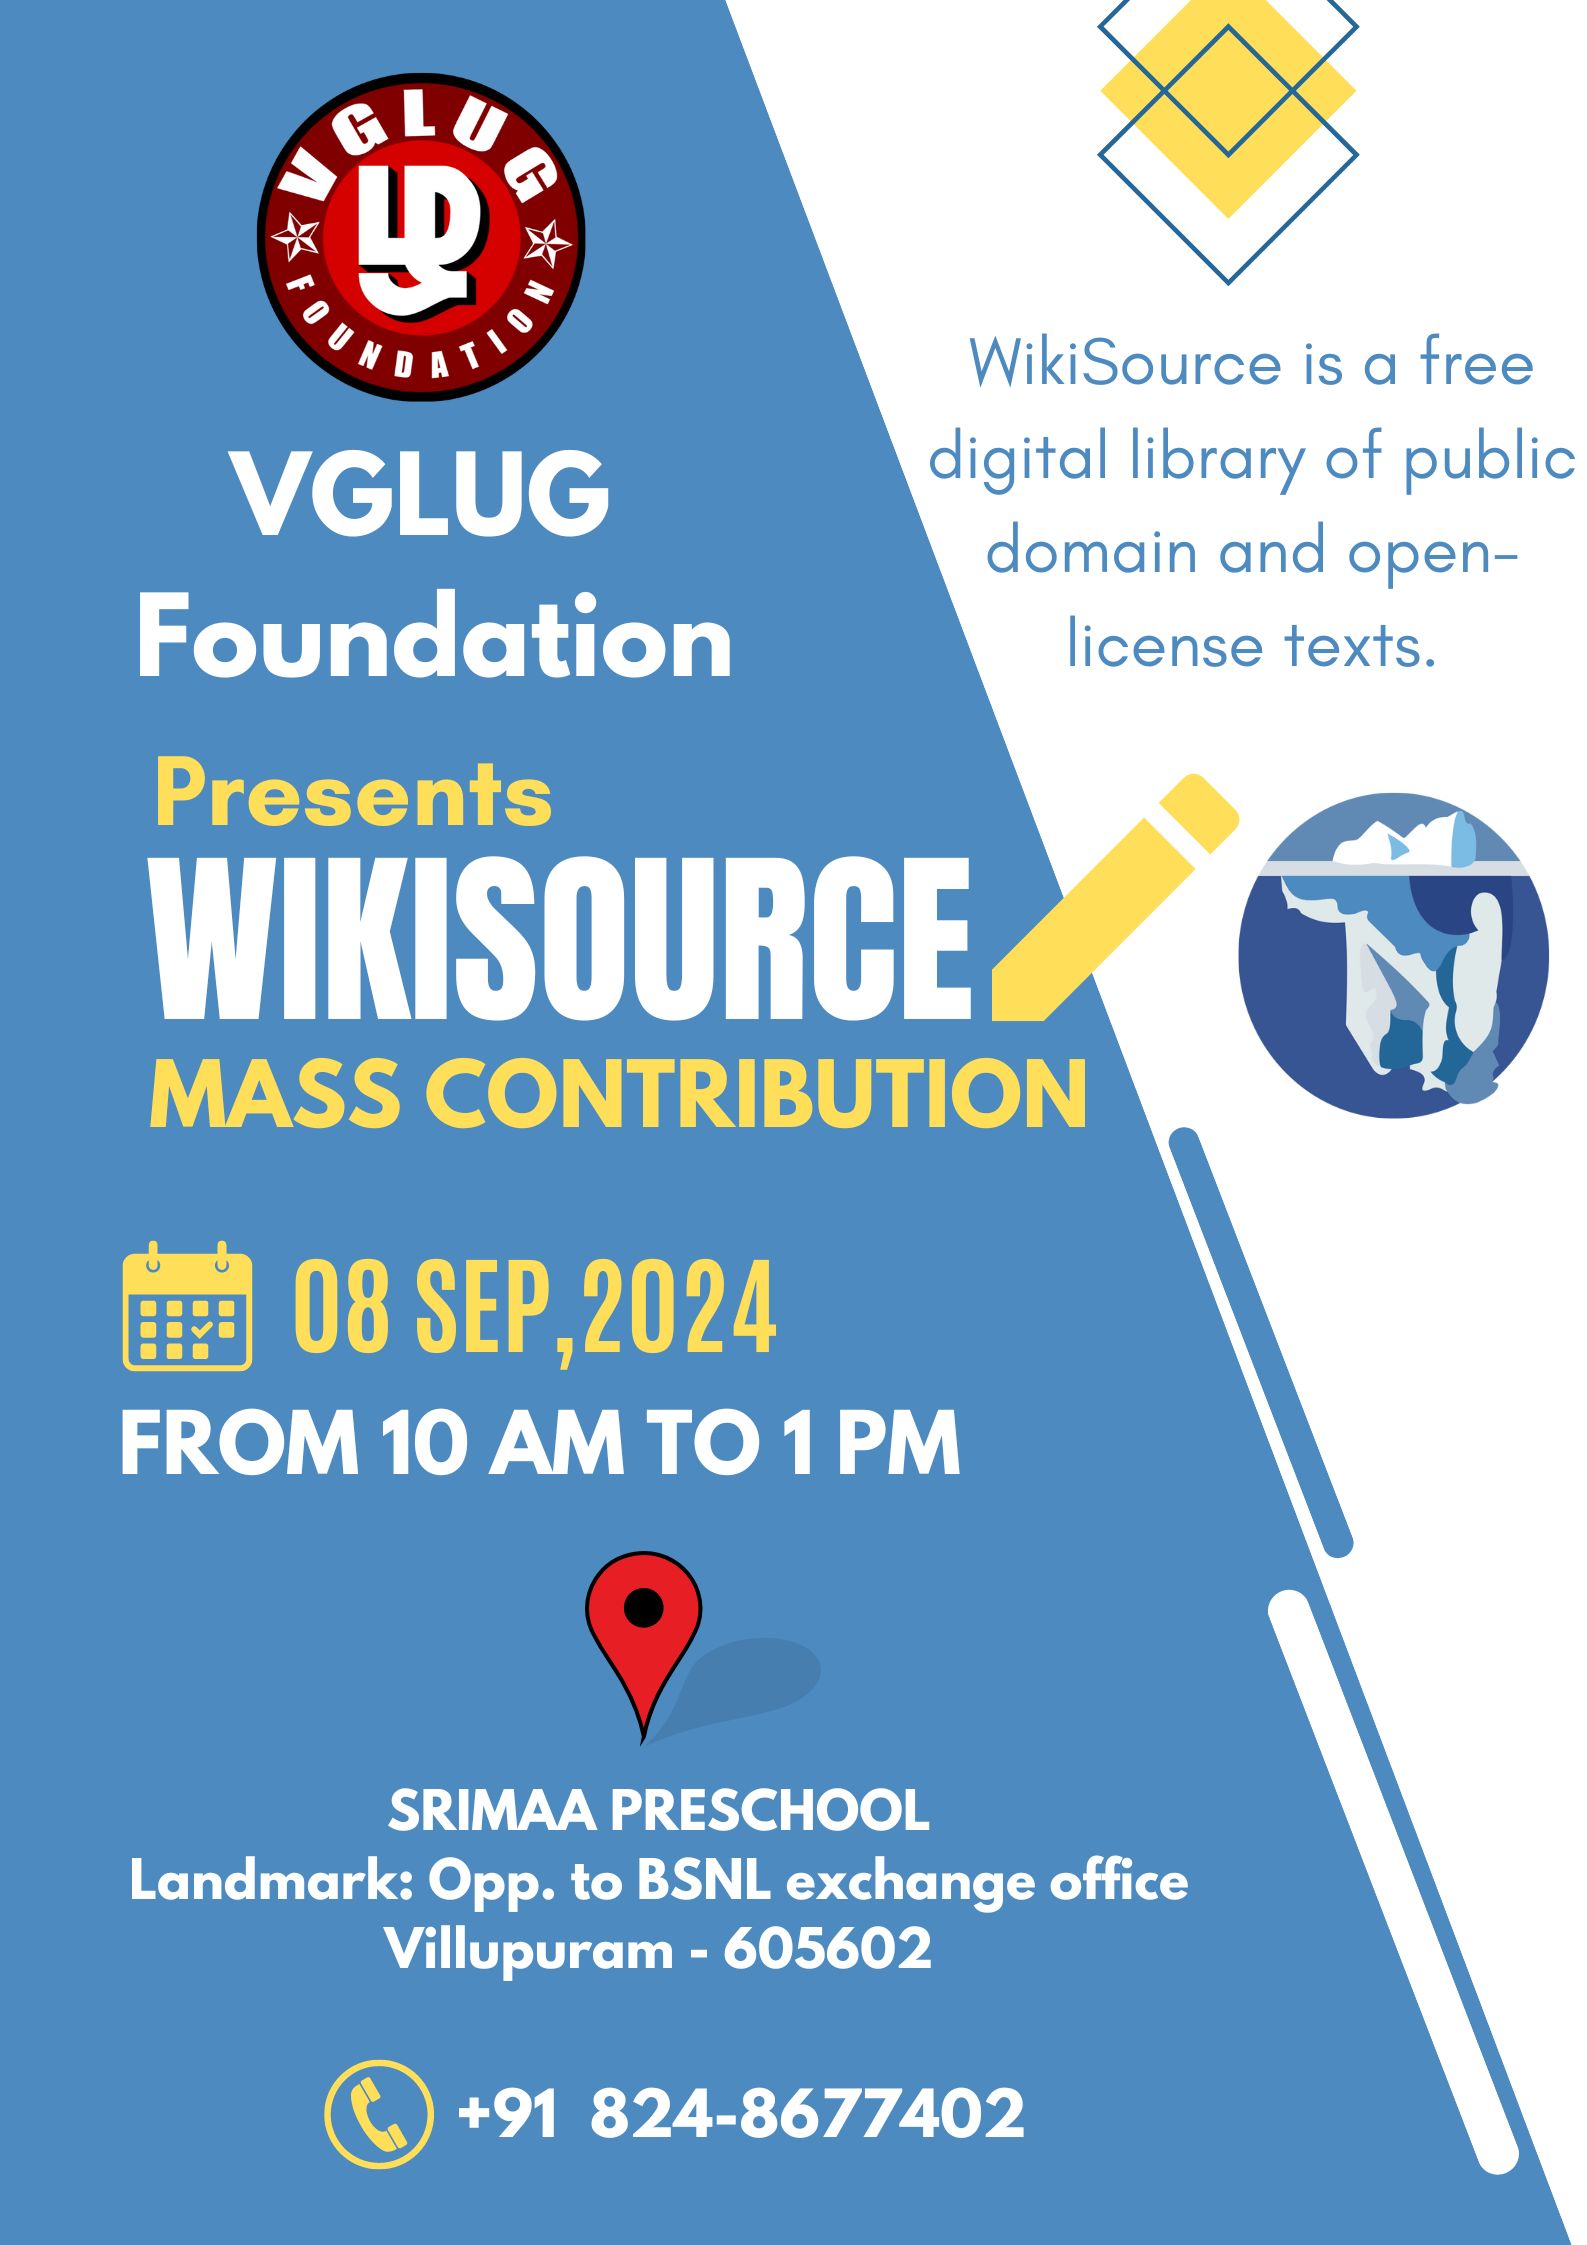 VGLUG
FOUNDATION
VGLUG
Foundation
WikiSource is a free
digital library of public
domain and open-
license texts.
Presents
WIKISOURCE
MASS CONTRIBUTION
08 SEP,2024
FROM 10 AM TO 1 PM
SRIMAA PRESCHOOL
Landmark: Opp. to BSNL exchange office
Villupuram - 605602
+91 824-8677402